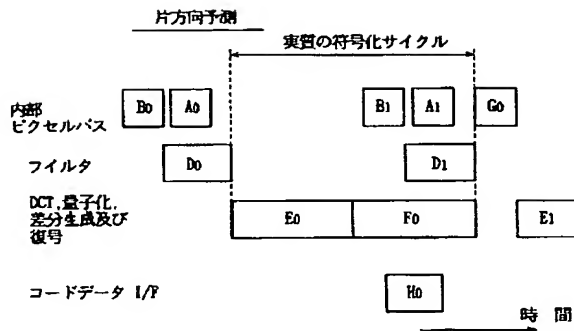 片方向予測
実質の符号化サイクル
内部
ピクセルバス
B0 A0 B1 A1 G0
フイルタ
D0 D1
DCT,量子化,
差分生成及び
復号
E0 F0 E1
コードデータ I/F
H0
時 間